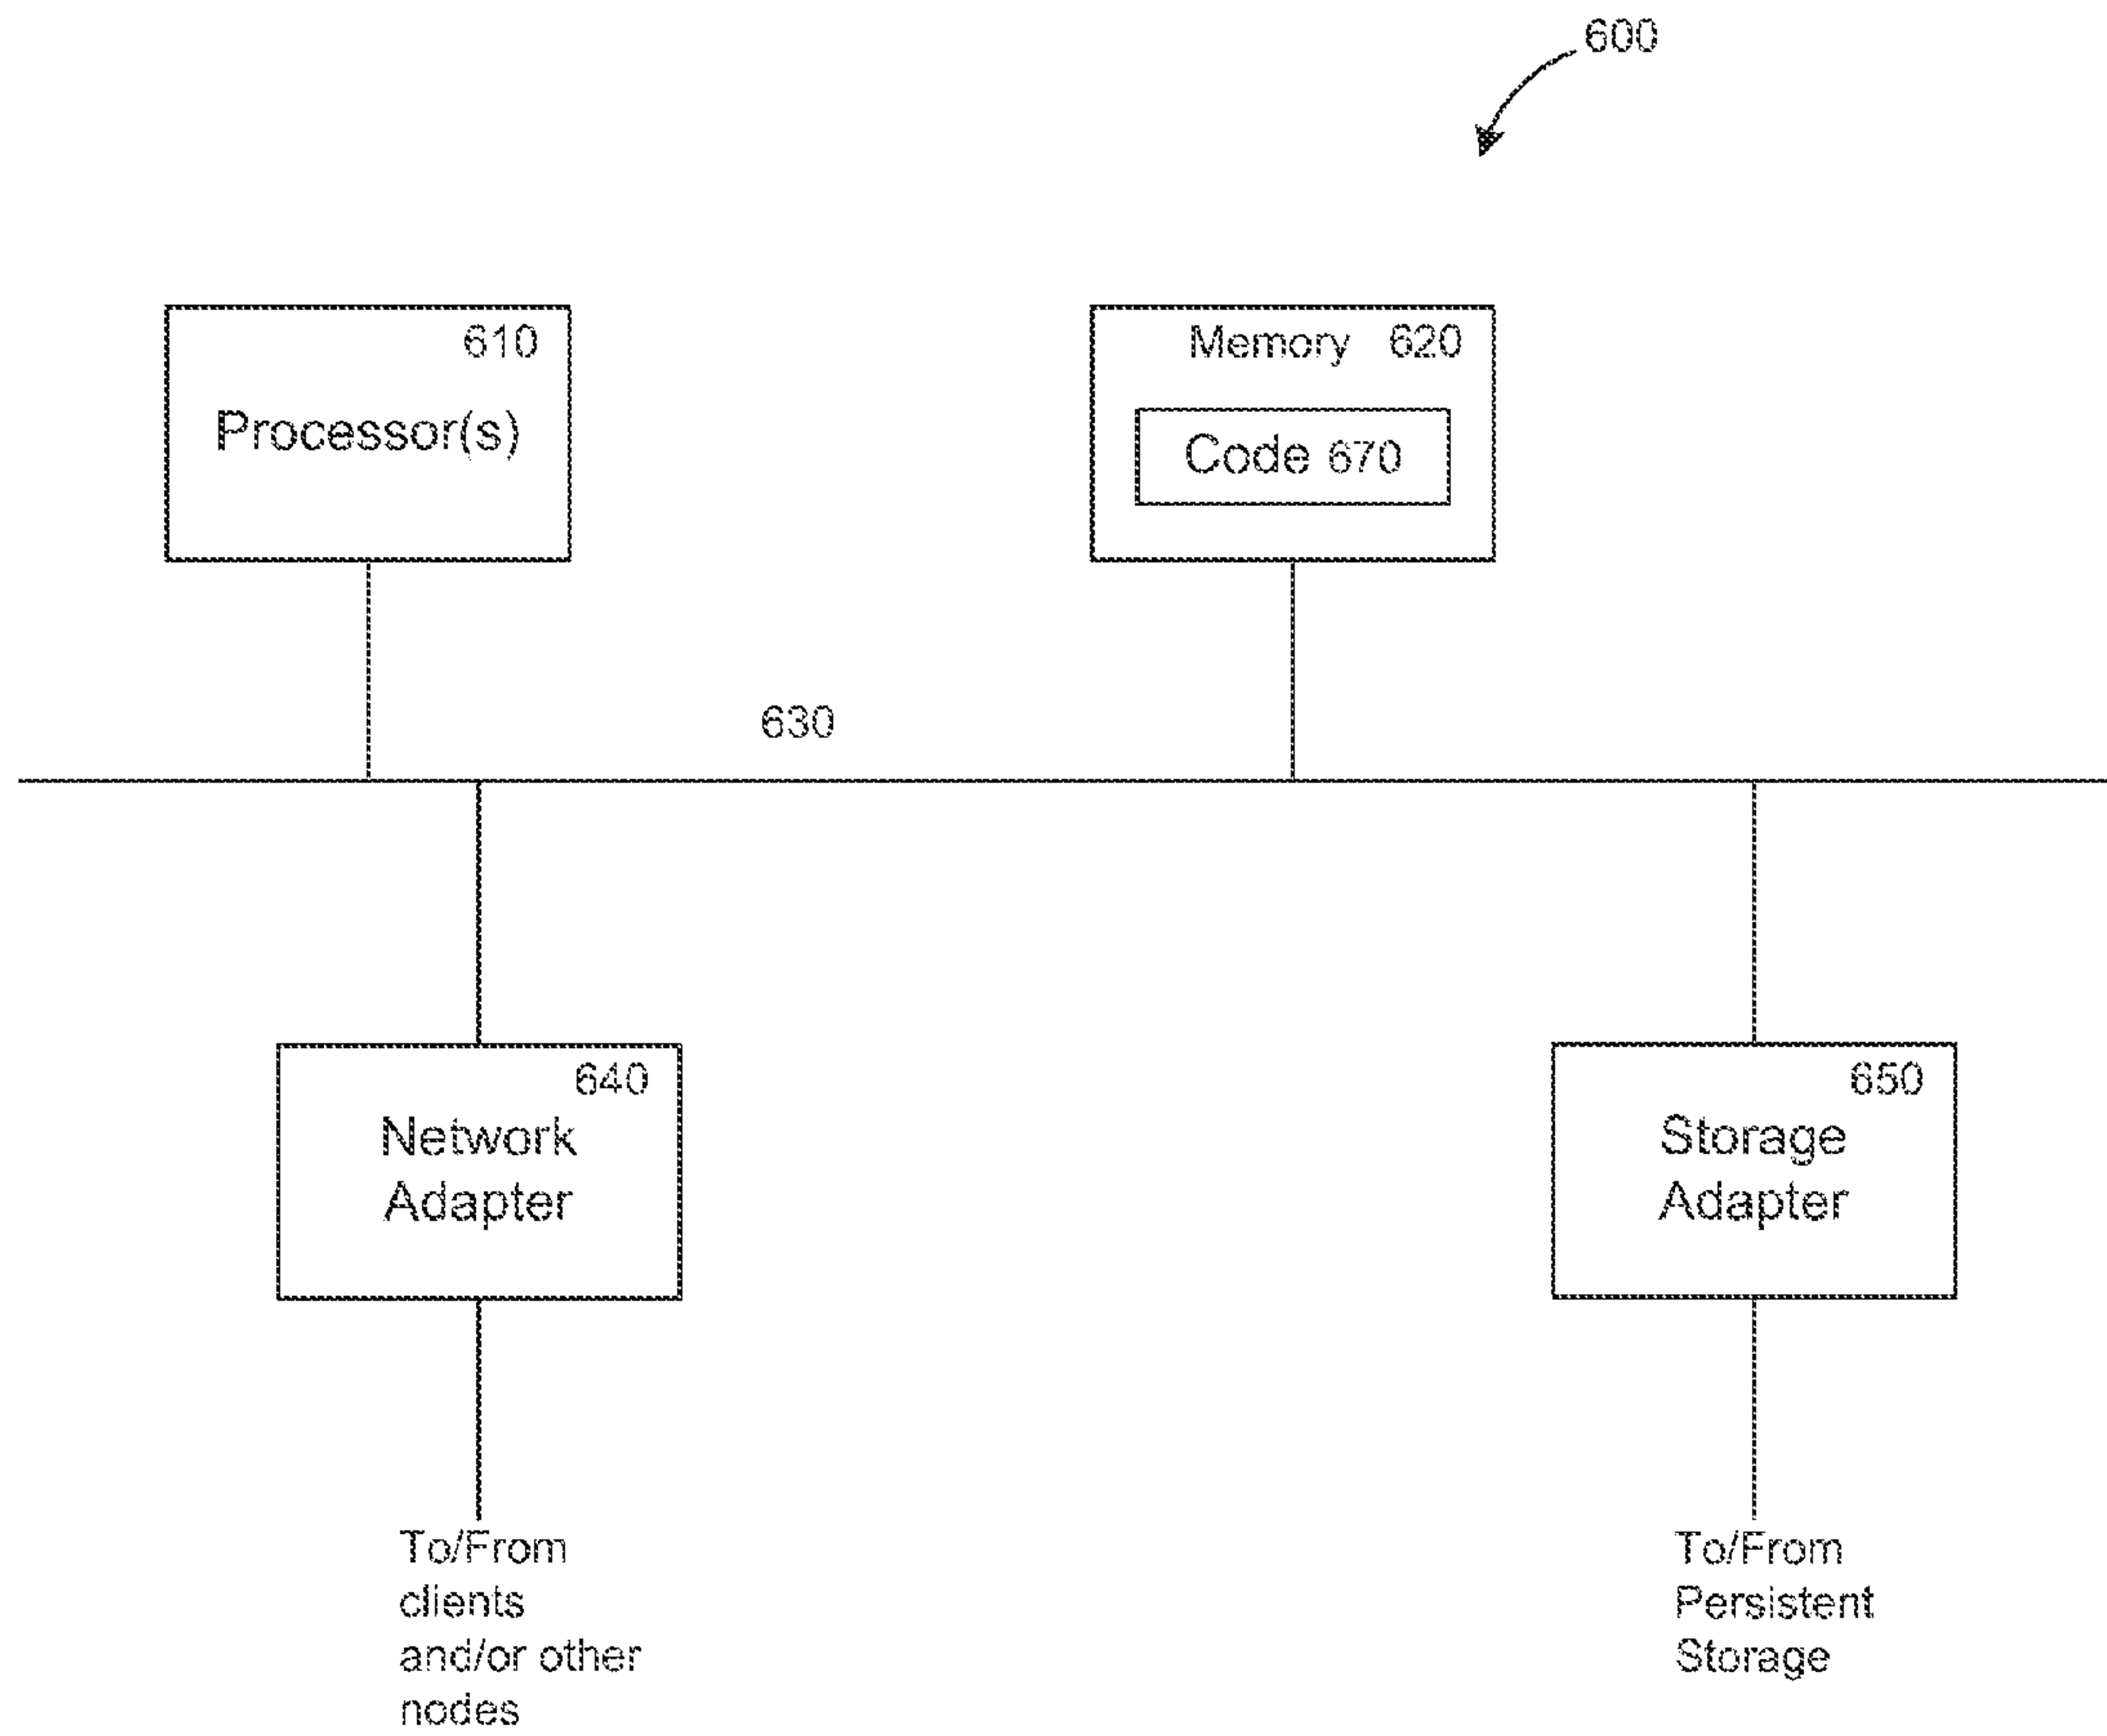 600
610
Processor(s)
Memory 620
Code 670
630
640
Network
Adapter
650
Storage
Adapter
To/From
clients
and/or other
nodes
To/From
Persistent
Storage